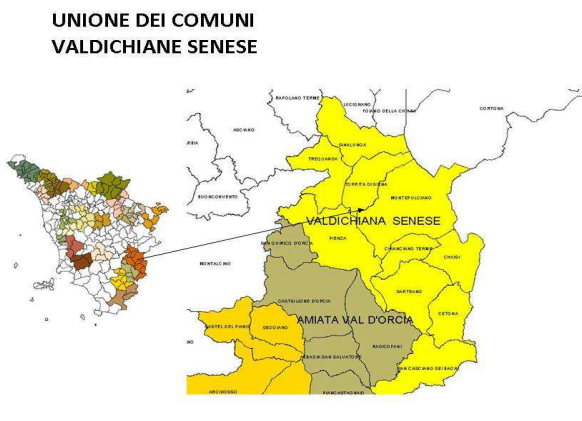 UNIONE DEI COMUNI
VALDICHIANE SENESE
RAPOLANO TERME
LUCIGNANO
FOIANO DELLA CHIANA
CORTONA
ASCIANO
SINALUNGA
TREQUANDA
BUONCONVENTO
TORRITA DI SIENA
MONTEPULCIANO
VALDICHIANA SENESE
PIENZA
SAN QUIRICO D'ORCIA
CHIANCIANO TERME
CHIUSI
MONTALCINO
SARTEANO
CASTIGLIONE D'ORCIA
CETONA
AMIATA VAL D'ORCIA
CASTEL DEL PIANO
SEGGIANO
RADICOFANI
ABBADIA SAN SALVATORE
SAN CASCIANO DEI BAGNI
ARCIDOSSO
PIANCASTAGNAIO